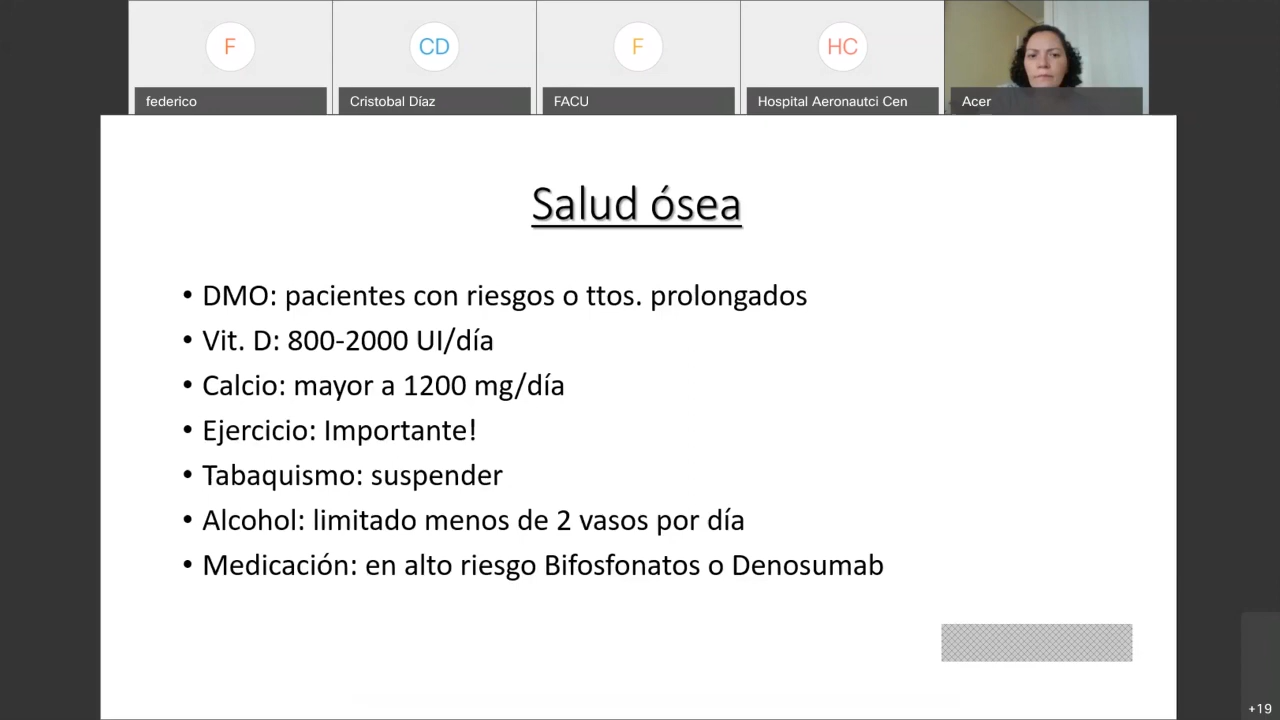 F
CD
F
HC
federico
Cristobal Díaz
FACU
Hospital Aeronautci Cen
Acer
Salud ósea
• DMO: pacientes con riesgos o ttos. prolongados
• Vit. D: 800-2000 UI/día
• Calcio: mayor a 1200 mg/día
• Ejercicio: Importante!
• Tabaquismo: suspender
• Alcohol: limitado menos de 2 vasos por día
• Medicación: en alto riesgo Bifosfonatos o Denosumab
+19